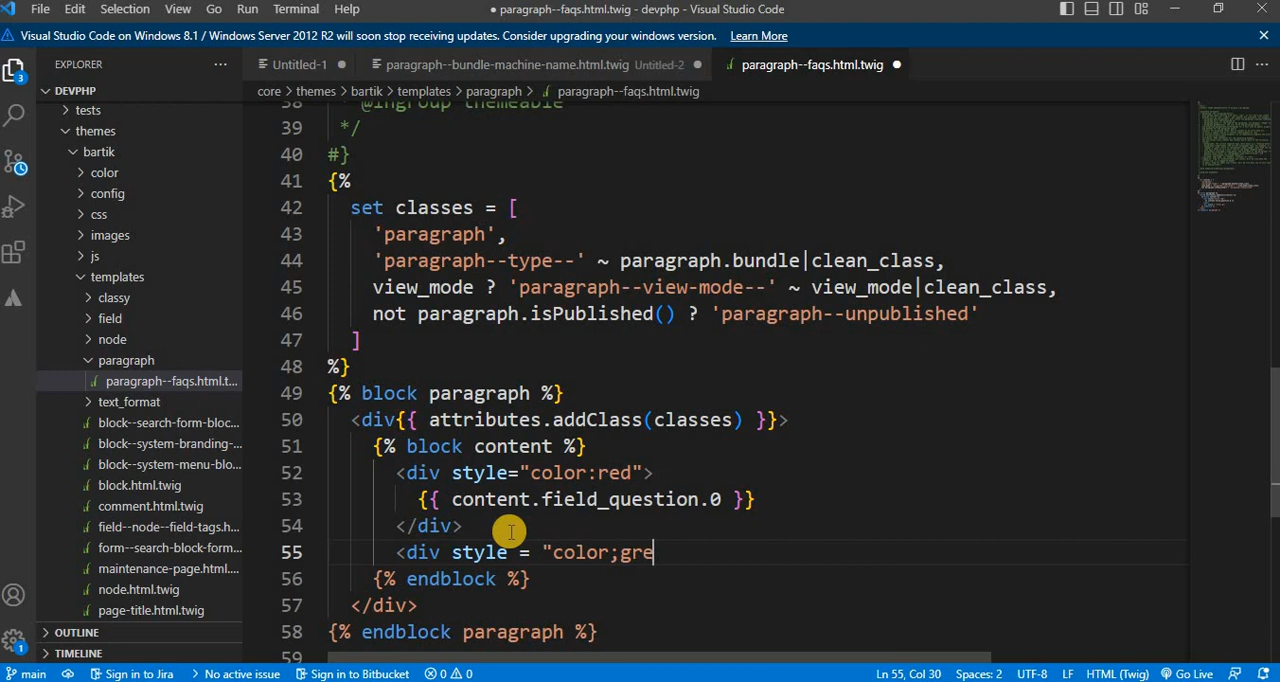 File Edit Selection View Go Run Terminal Help ● paragraph--faqs.html.twig - devphp - Visual Studio Code
Visual Studio Code on Windows 8.1 / Windows Server 2012 R2 will soon stop receiving updates. Consider upgrading your windows version. Learn More
EXPLORER ... Untitled-1 ● paragraph--bundle-machine-name.html.twig Untitled-2 ● paragraph--faqs.html.twig ●
core > themes > bartik > templates > paragraph > paragraph--faqs.html.twig
DEVPHP
tests
themes
bartik
color
config
css
images
js
templates
classy
field
node
paragraph
paragraph--faqs.html.t...
text_format
block--search-form-bloc...
block--system-branding-...
block--system-menu-blo...
block.html.twig
comment.html.twig
field--node--field-tags.h...
form--search-block-form...
maintenance-page.html....
node.html.twig
page-title.html.twig
OUTLINE
TIMELINE
3
1
38 @ingroup themeable
39 */
40 #}
41 {%
42 set classes = [
43 'paragraph',
44 'paragraph--type--' ~ paragraph.bundle|clean_class,
45 view_mode ? 'paragraph--view-mode--' ~ view_mode|clean_class,
46 not paragraph.isPublished() ? 'paragraph--unpublished'
47 ]
48 %}
49 {% block paragraph %}
50 <div{{ attributes.addClass(classes) }}>
51 {% block content %}
52 <div style="color:red">
53 {{ content.field_question.0 }}
54 </div>
55 <div style = "color;gre
56 {% endblock %}
57 </div>
58 {% endblock paragraph %}
59
main Sign in to Jira No active issue Sign in to Bitbucket 0 0 Ln 55, Col 30 Spaces: 2 UTF-8 LF HTML (Twig) Go Live